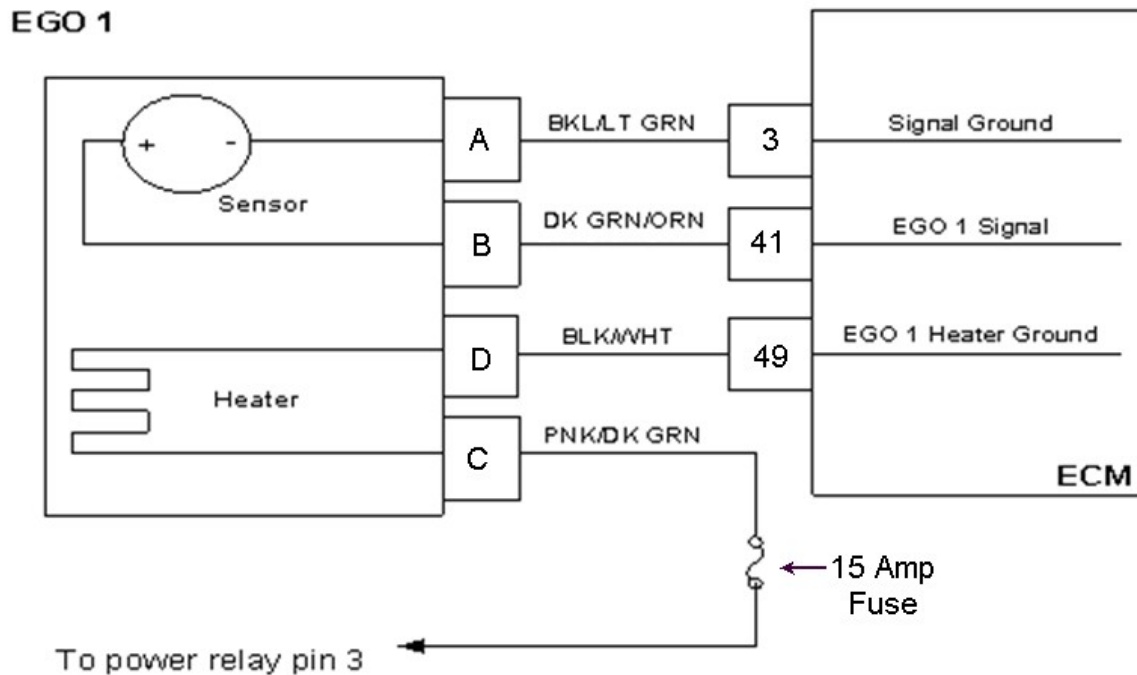 EGO 1
+ -
Sensor
A
BKL/LT GRN
3
Signal Ground
B
DK GRN/ORN
41
EGO 1 Signal
D
BLK/WHT
49
EGO 1 Heater Ground
Heater
C
PNK/DK GRN
ECM
15 Amp
Fuse
To power relay pin 3